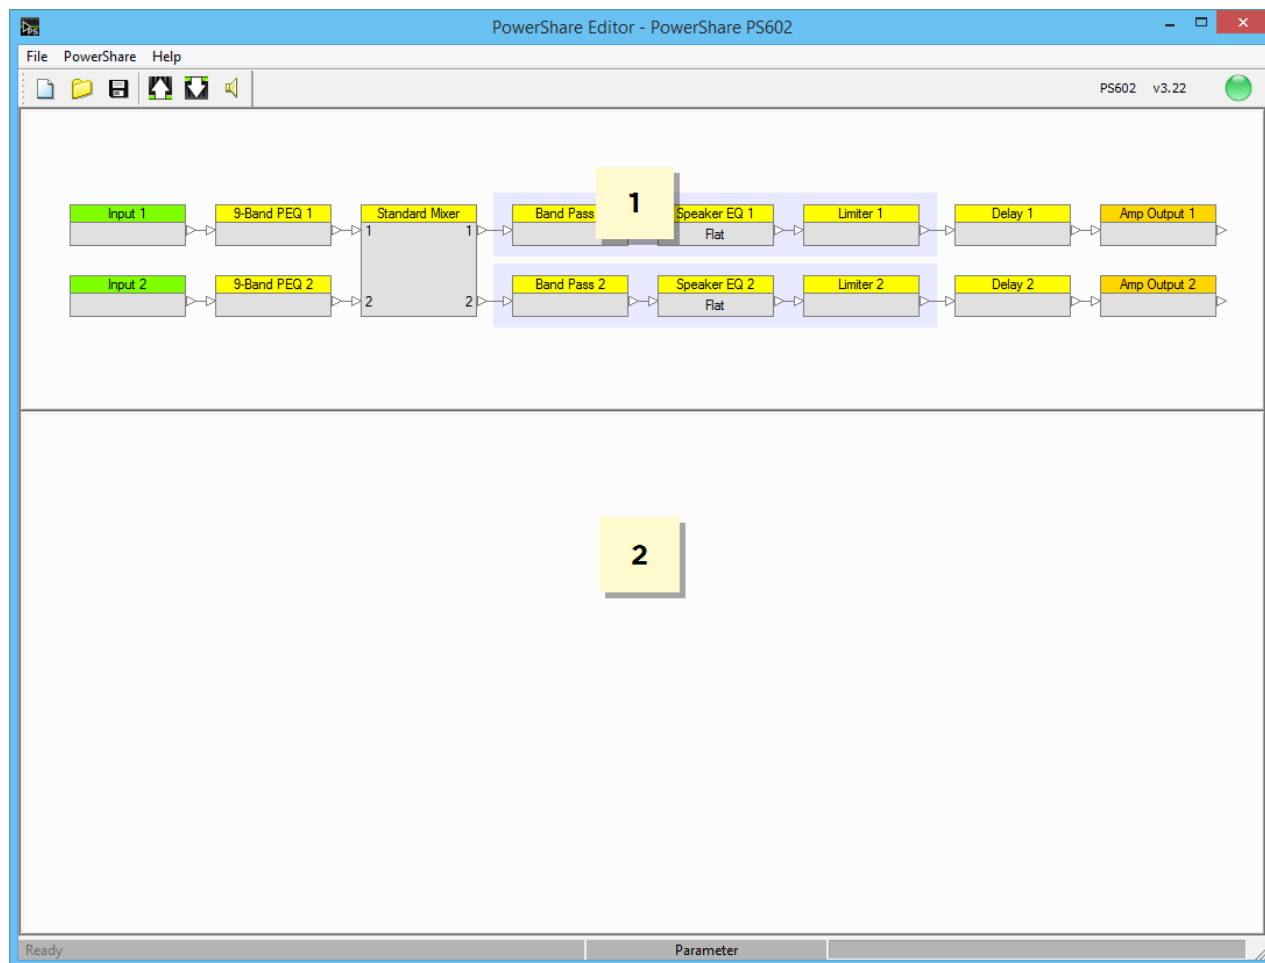 PPS
PowerShare Editor - PowerShare PS602
File PowerShare Help
PS602 v3.22
1
Input 1 9-Band PEQ 1 Standard Mixer Band Pass Speaker EQ 1 Limiter 1 Delay 1 Amp Output 1
1 1 Flat
Input 2 9-Band PEQ 2 Band Pass 2 Speaker EQ 2 Limiter 2 Delay 2 Amp Output 2
2 2 Flat
2
Ready Parameter